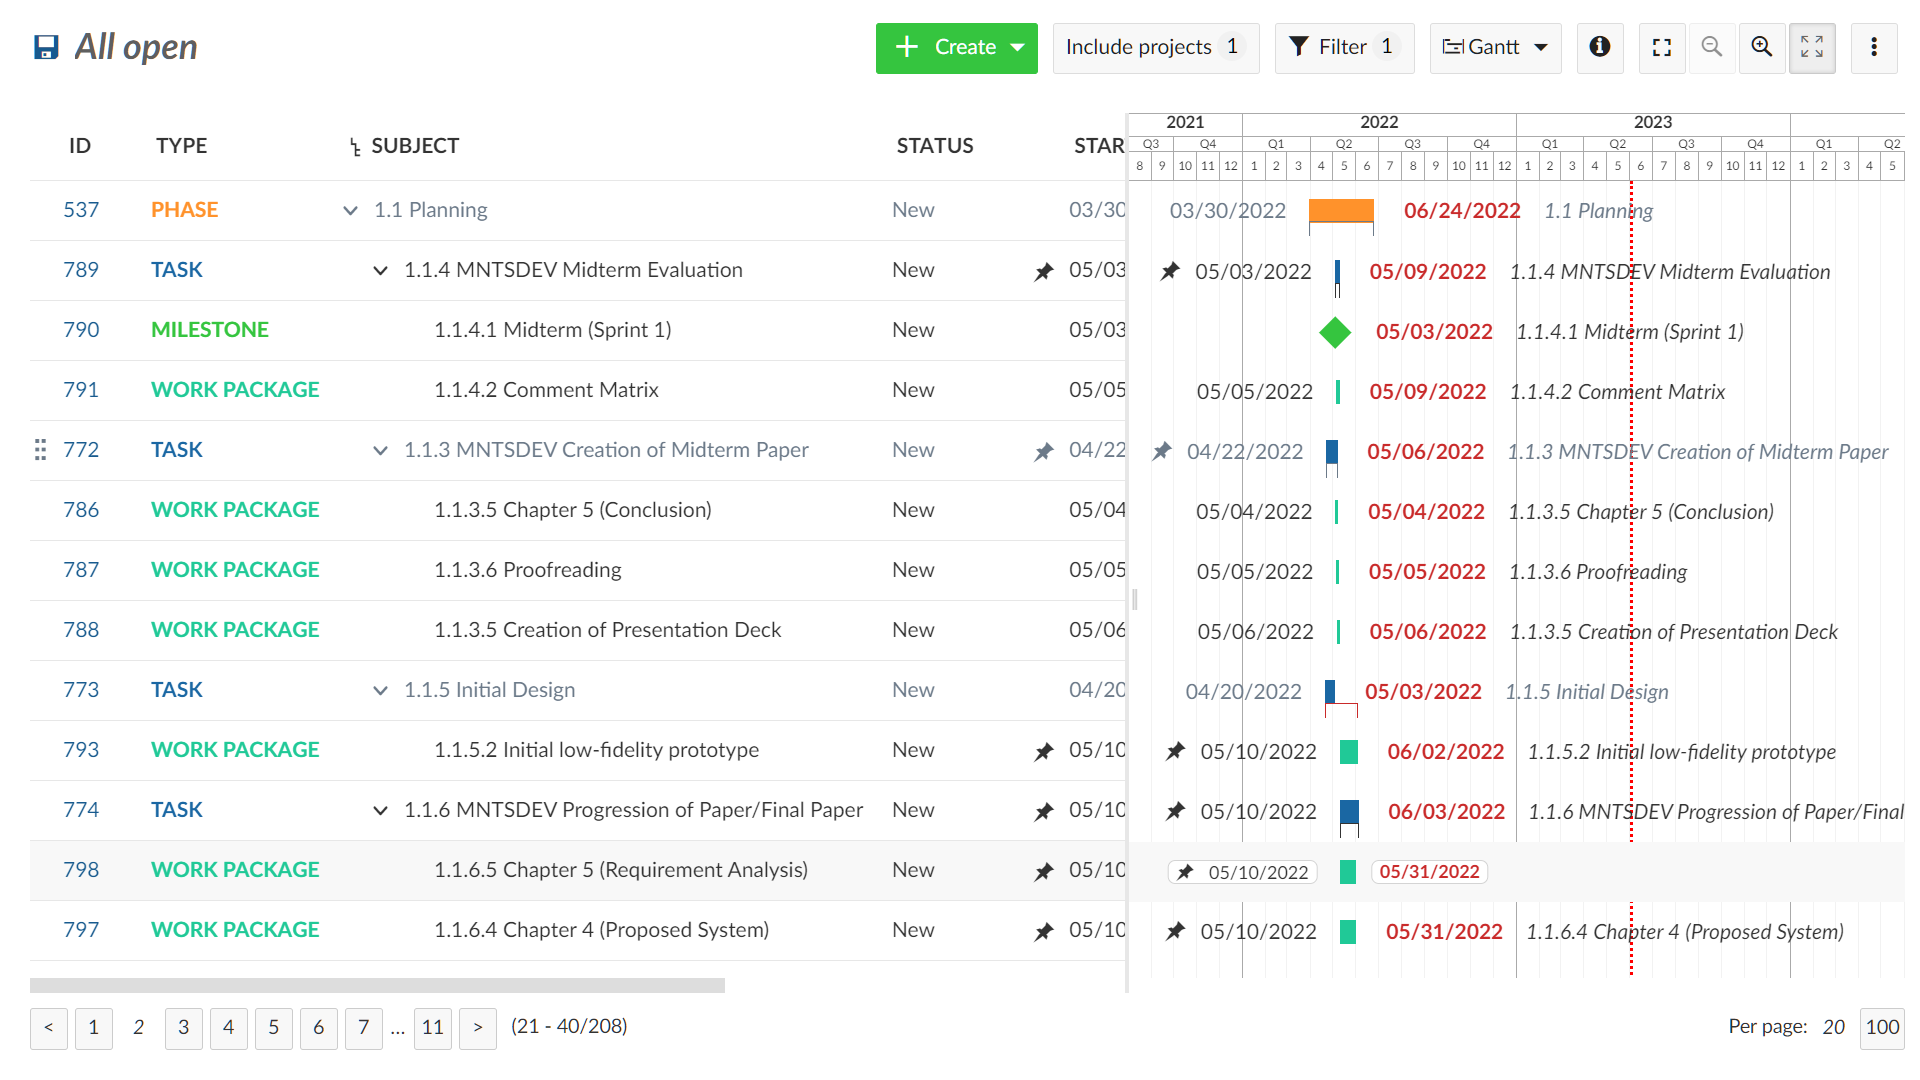 All open
Create
Include projects 1
Filter 1
Gantt
ID TYPE SUBJECT STATUS STAR
2021 2022 2023
Q3 Q4 Q1 Q2 Q3 Q4 Q1 Q2 Q3 Q4 Q1 Q2
8 9 10 11 12 1 2 3 4 5 6 7 8 9 10 11 12 1 2 3 4 5 6 7 8 9 10 11 12 1 2 3 4 5
537 PHASE 1.1 Planning New 03/30 03/30/2022 06/24/2022 1.1 Planning
789 TASK 1.1.4 MNTSDEV Midterm Evaluation New 05/03 05/03/2022 05/09/2022 1.1.4 MNTSDEV Midterm Evaluation
790 MILESTONE 1.1.4.1 Midterm (Sprint 1) New 05/03 05/03/2022 1.1.4.1 Midterm (Sprint 1)
791 WORK PACKAGE 1.1.4.2 Comment Matrix New 05/05 05/05/2022 05/09/2022 1.1.4.2 Comment Matrix
772 TASK 1.1.3 MNTSDEV Creation of Midterm Paper New 04/22 04/22/2022 05/06/2022 1.1.3 MNTSDEV Creation of Midterm Paper
786 WORK PACKAGE 1.1.3.5 Chapter 5 (Conclusion) New 05/04 05/04/2022 05/04/2022 1.1.3.5 Chapter 5 (Conclusion)
787 WORK PACKAGE 1.1.3.6 Proofreading New 05/05 05/05/2022 05/05/2022 1.1.3.6 Proofreading
788 WORK PACKAGE 1.1.3.5 Creation of Presentation Deck New 05/06 05/06/2022 05/06/2022 1.1.3.5 Creation of Presentation Deck
773 TASK 1.1.5 Initial Design New 04/20 04/20/2022 05/03/2022 1.1.5 Initial Design
793 WORK PACKAGE 1.1.5.2 Initial low-fidelity prototype New 05/10 05/10/2022 06/02/2022 1.1.5.2 Initial low-fidelity prototype
774 TASK 1.1.6 MNTSDEV Progression of Paper/Final Paper New 05/10 05/10/2022 06/03/2022 1.1.6 MNTSDEV Progression of Paper/Final
798 WORK PACKAGE 1.1.6.5 Chapter 5 (Requirement Analysis) New 05/10 05/10/2022 05/31/2022
797 WORK PACKAGE 1.1.6.4 Chapter 4 (Proposed System) New 05/10 05/10/2022 05/31/2022 1.1.6.4 Chapter 4 (Proposed System)
< 1 2 3 4 5 6 7 ... 11 > (21 - 40/208) Per page: 20 100